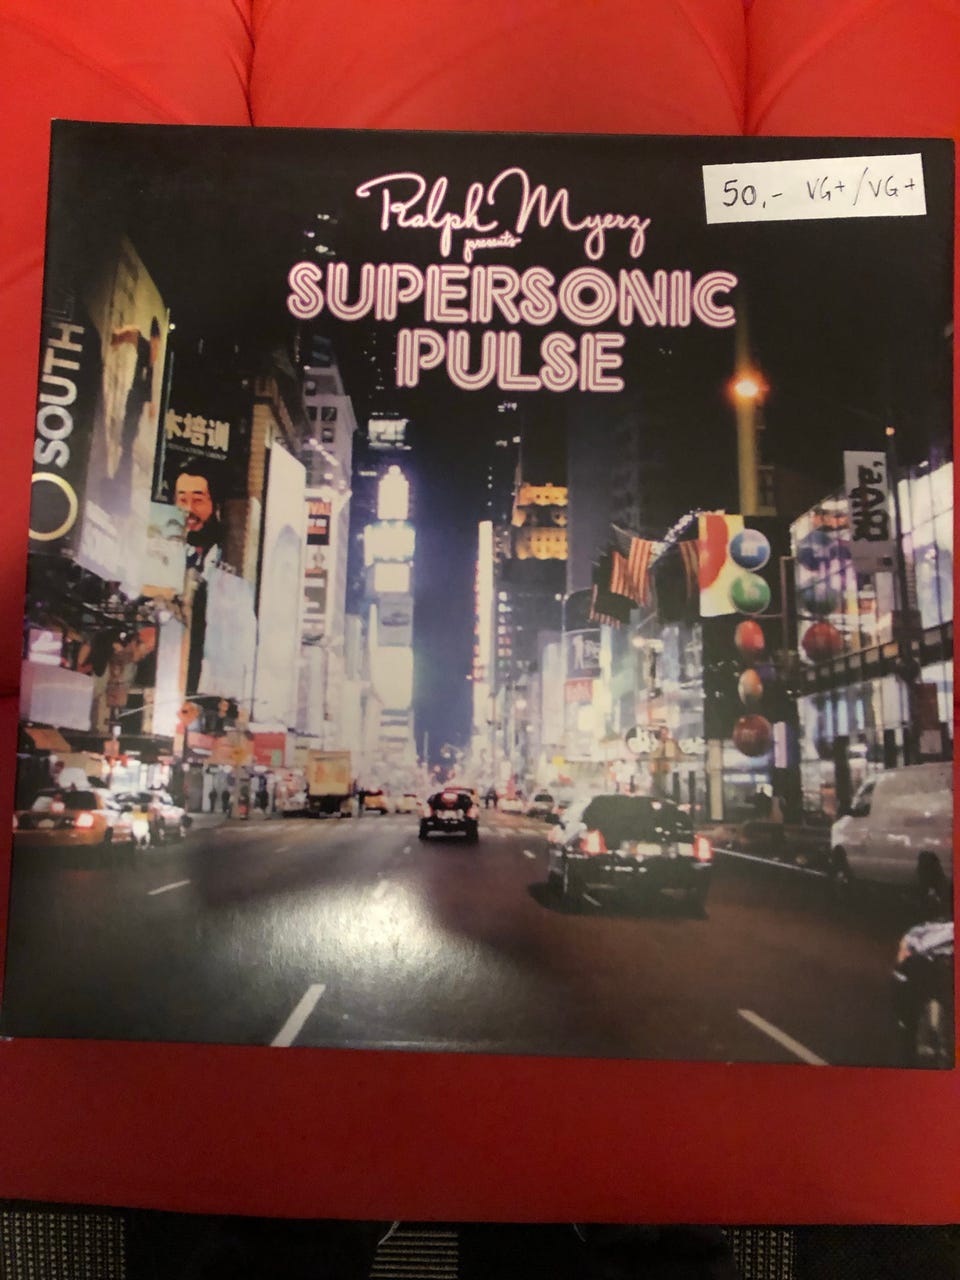 50,- VG+/VG+
Ralph Myerz
presents
SUPERSONIC
PULSE
SOUTH
木培训